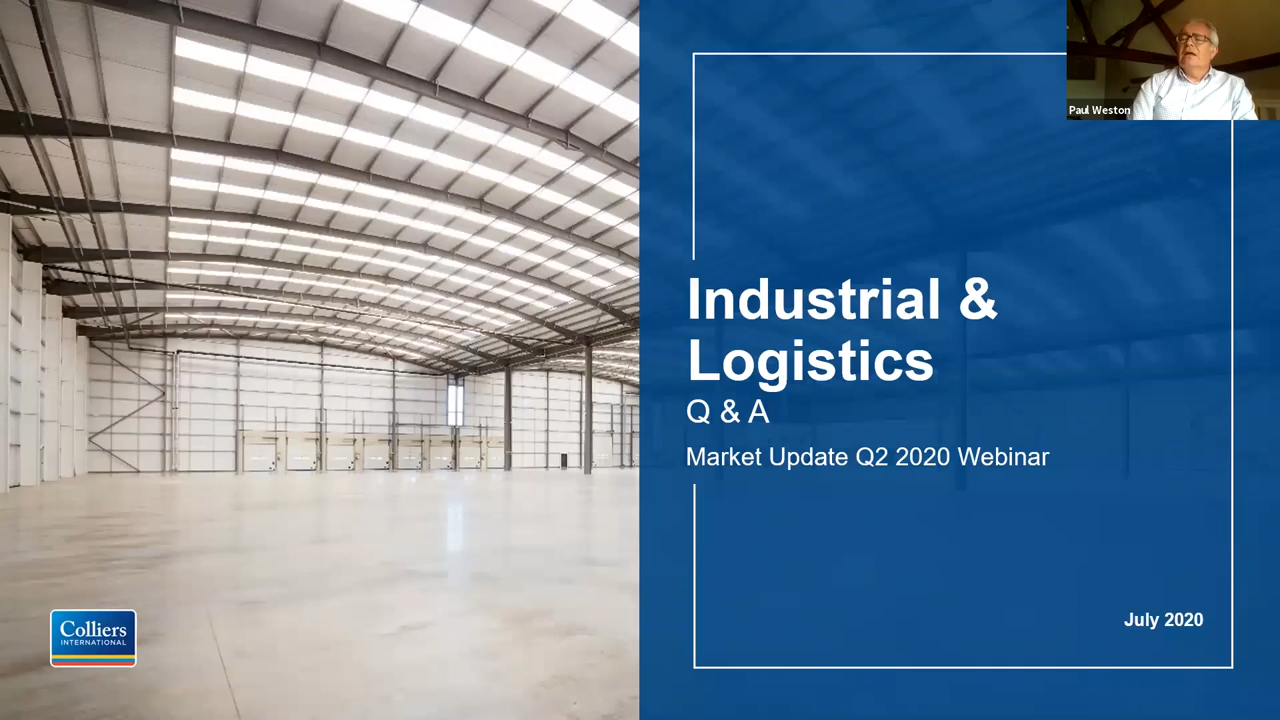 Paul Weston
Industrial &
Logistics
Q & A
Market Update Q2 2020 Webinar
July 2020
Colliers
INTERNATIONAL